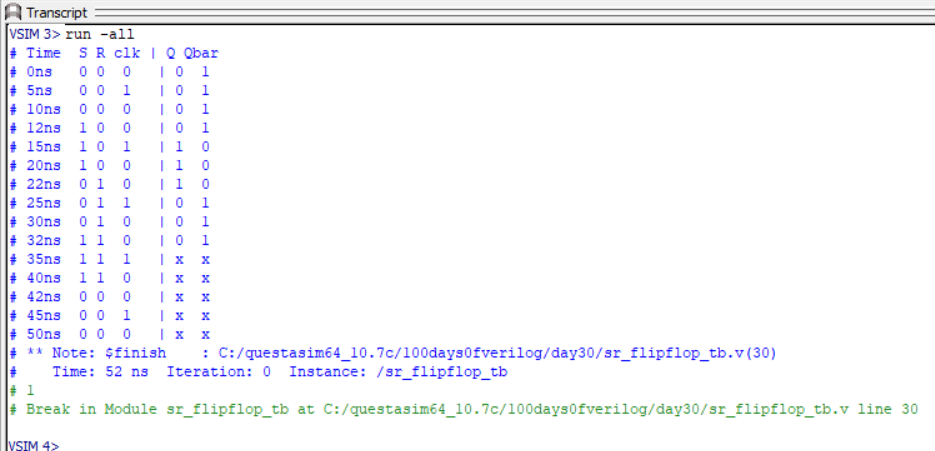 Transcript
VSIM 3> run -all
# Time  S R clk | Q Qbar
# 0ns   0 0  0   | 0  1
# 5ns   0 0  1   | 0  1
# 10ns  0 0  0   | 0  1
# 12ns  1 0  0   | 0  1
# 15ns  1 0  1   | 1  0
# 20ns  1 0  0   | 1  0
# 22ns  0 1  0   | 1  0
# 25ns  0 1  1   | 0  1
# 30ns  0 1  0   | 0  1
# 32ns  1 1  0   | 0  1
# 35ns  1 1  1   | x  x
# 40ns  1 1  0   | x  x
# 42ns  0 0  0   | x  x
# 45ns  0 0  1   | x  x
# 50ns  0 0  0   | x  x
# ** Note: $finish    : C:/questasim64_10.7c/100days0fverilog/day30/sr_flipflop_tb.v(30)
#    Time: 52 ns  Iteration: 0  Instance: /sr_flipflop_tb
# 1
# Break in Module sr_flipflop_tb at C:/questasim64_10.7c/100days0fverilog/day30/sr_flipflop_tb.v line 30
VSIM 4>